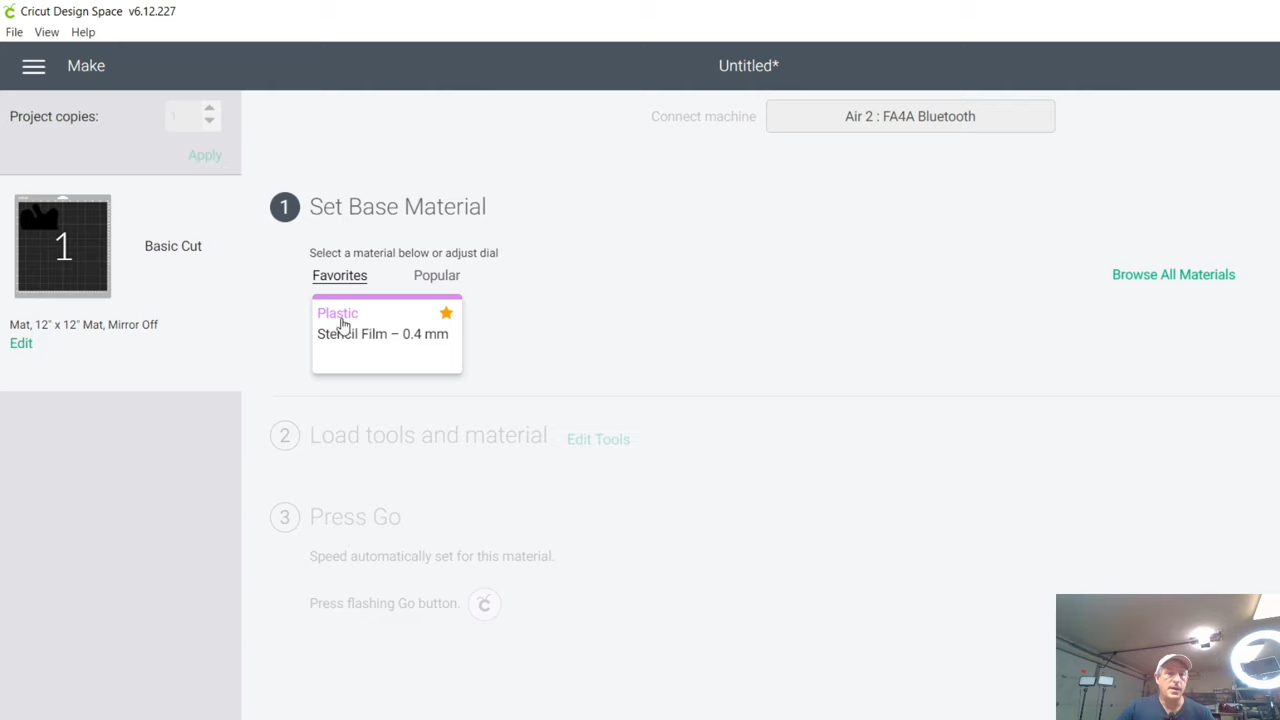 Cricut Design Space v6.12.227
File View Help
Make
Untitled*
Project copies:
1
Apply
Connect machine
Air 2 : FA4A Bluetooth
1
Basic Cut
Mat, 12" x 12" Mat, Mirror Off
Edit
1 Set Base Material
Select a material below or adjust dial
Favorites Popular
Browse All Materials
Plastic
Stencil Film – 0.4 mm
2 Load tools and material Edit Tools
3 Press Go
Speed automatically set for this material.
Press flashing Go button.